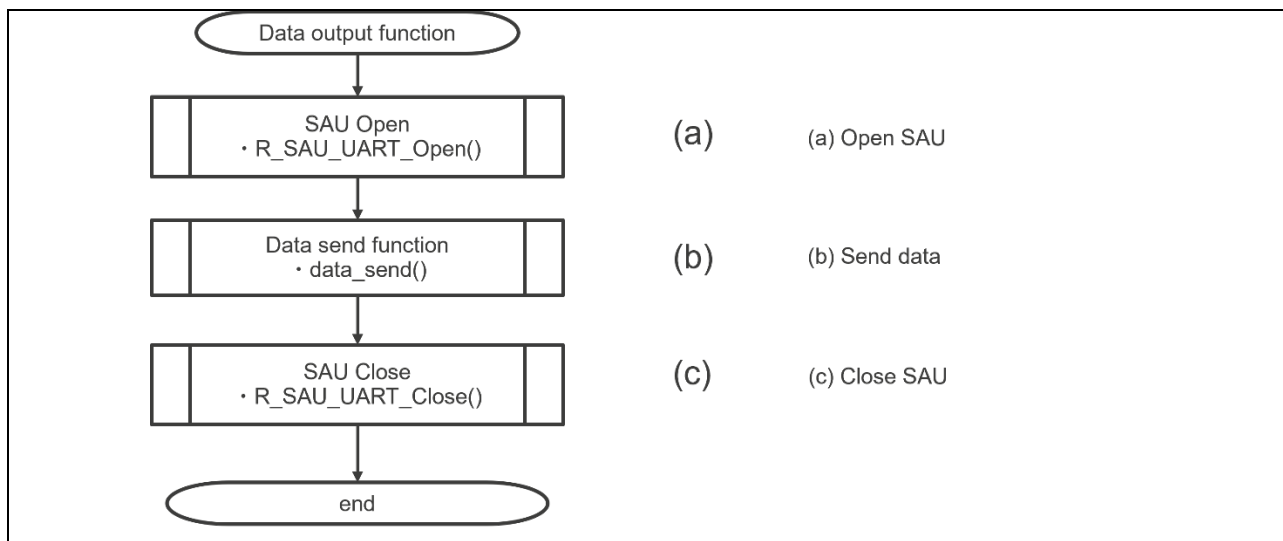 Data output function
SAU Open
・R_SAU_UART_Open()
(a)
(a) Open SAU
Data send function
・data_send()
(b)
(b) Send data
SAU Close
・R_SAU_UART_Close()
(c)
(c) Close SAU
end